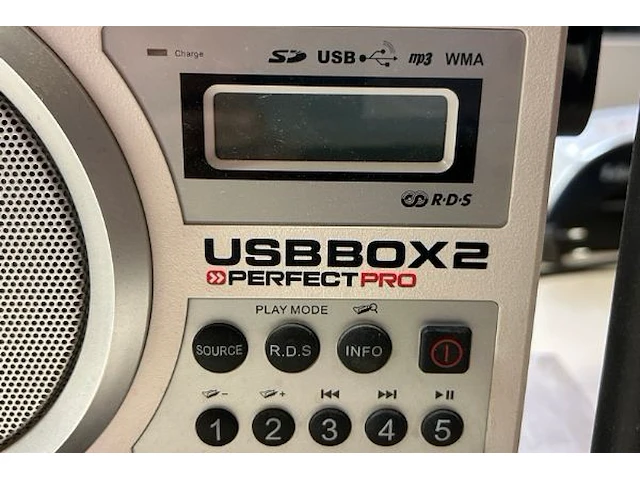 Charge SD USB mp3 WMA
R·D·S
USBBOX2
PERFECTPRO
PLAY MODE
SOURCE R.D.S INFO
1 2 3 4 5